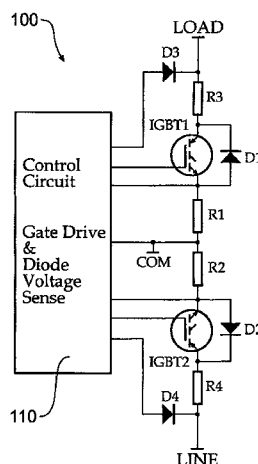 100
LOAD
D3
R3
IGBT1
D1
Control
Circuit
R1
Gate Drive
&
Diode
Voltage
Sense
COM
R2
D2
IGBT2
110
D4
R4
LINE